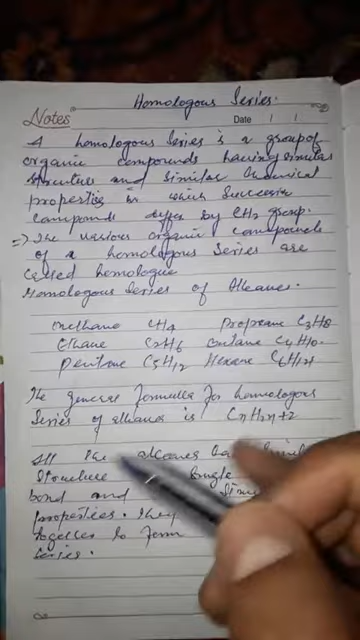 Homologous Series.
Notes
Date / /
A homologous Series is a group of
organic compounds having similar
structure and similar chemical
properties in which Successive
compounds differ by CH2 group.
=> The various organic compounds
of a homologous Series are
called homologue
Homologous Series of Alkanes.
Methane CH4 Propane C3H8
Ethane C2H6 Butane C4H10
Pentane C5H12 Hexane C6H14
The general formula for homologous
Series of alkanes is CnH2n+2
All the alkanes have
Structure Single
bond and
properties. They
together to form
Series.